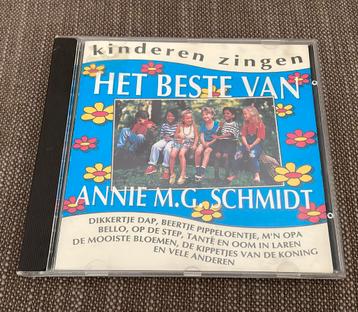 kinderen zingen
HET BESTE VAN
ANNIE M.G. SCHMIDT
DIKKERTJE DAP, BEERTJE PIPPELOENTJE, M'N OPA
BELLO, OP DE STEP, TANTE EN OOM IN LAREN
DE MOOISTE BLOEMEN, DE KIPPETJES VAN DE KONING
EN VELE ANDEREN